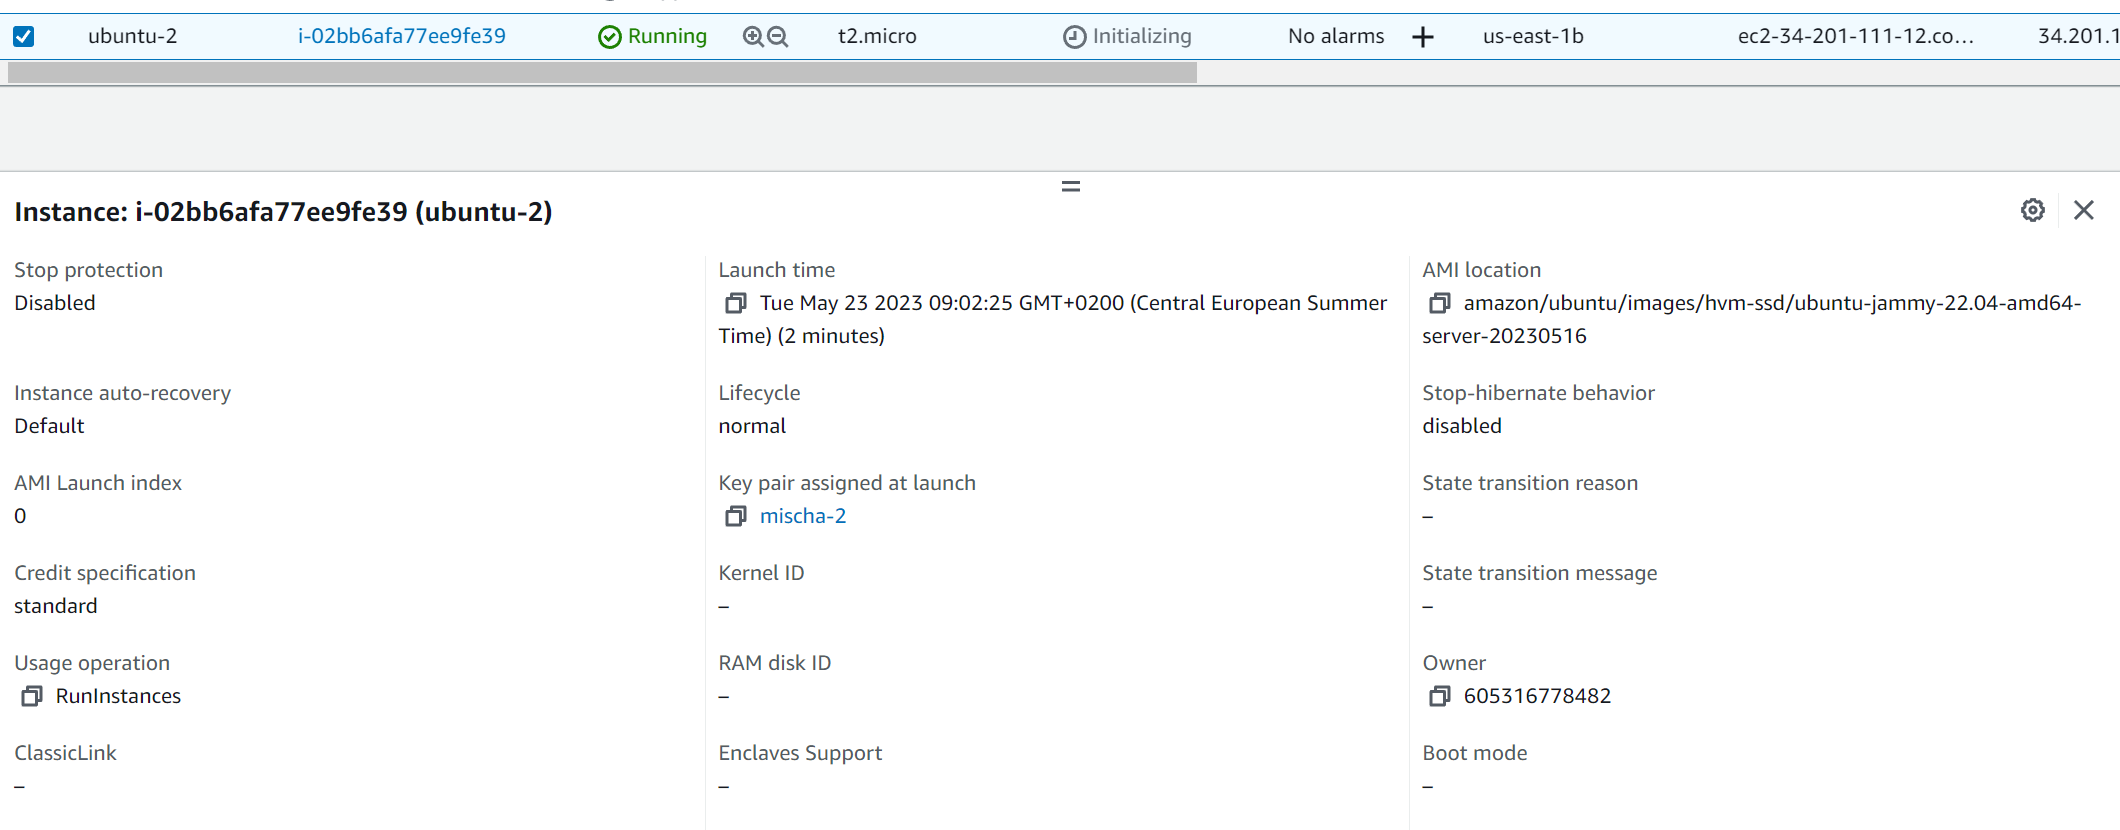 ubuntu-2 i-02bb6afa77ee9fe39 Running t2.micro Initializing No alarms + us-east-1b ec2-34-201-111-12.co… 34.201.1
Instance: i-02bb6afa77ee9fe39 (ubuntu-2)
Stop protection
Disabled
Launch time
Tue May 23 2023 09:02:25 GMT+0200 (Central European Summer
Time) (2 minutes)
AMI location
amazon/ubuntu/images/hvm-ssd/ubuntu-jammy-22.04-amd64-
server-20230516
Instance auto-recovery
Default
Lifecycle
normal
Stop-hibernate behavior
disabled
AMI Launch index
0
Key pair assigned at launch
mischa-2
State transition reason
–
Credit specification
standard
Kernel ID
–
State transition message
–
Usage operation
RunInstances
RAM disk ID
–
Owner
605316778482
ClassicLink
–
Enclaves Support
–
Boot mode
–